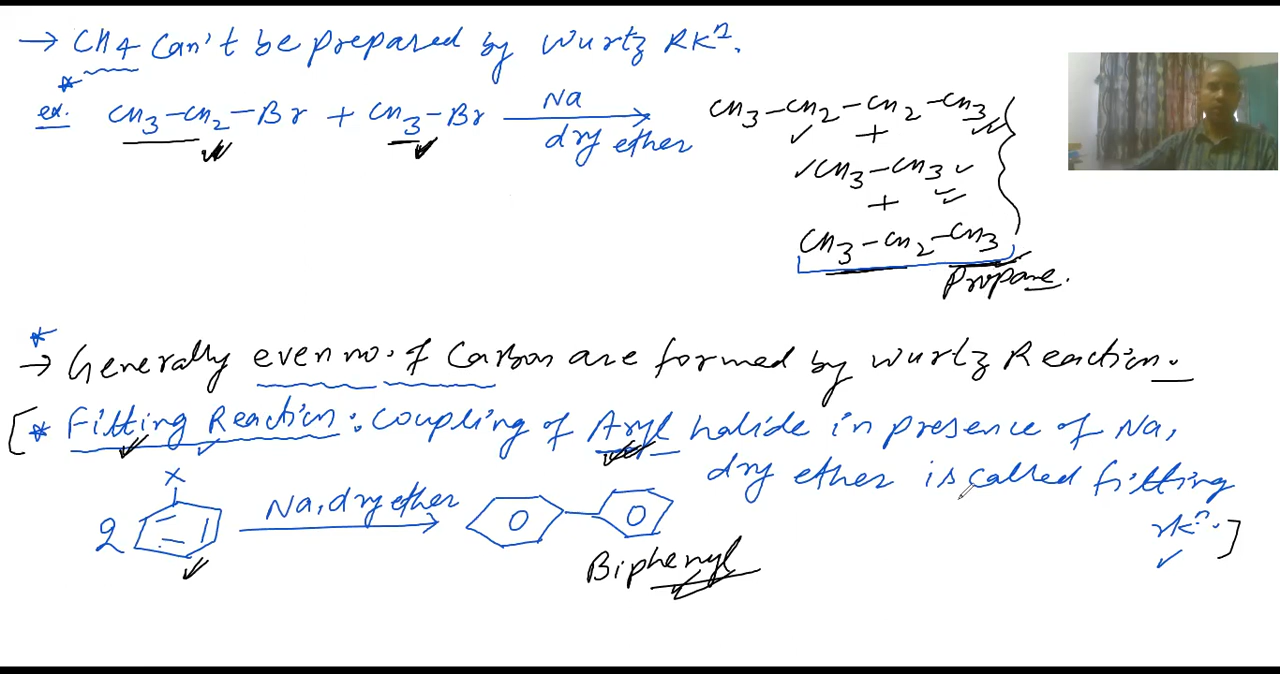 → CH4 can't be prepared by Wurtz RKn.
ex. CH3-CH2-Br + CH3-Br Na dry ether CH3-CH2-CH2-CH3
+
CH3-CH3
+
CH3-CH2-CH3
Propane.
→ Generally even no. of Carbon are formed by Wurtz Reaction.
[* Fitting Reaction: Coupling of Aryl halide in presence of Na,
dry ether is called fitting
rkn.]
X
2 Na, dry ether
Biphenyl